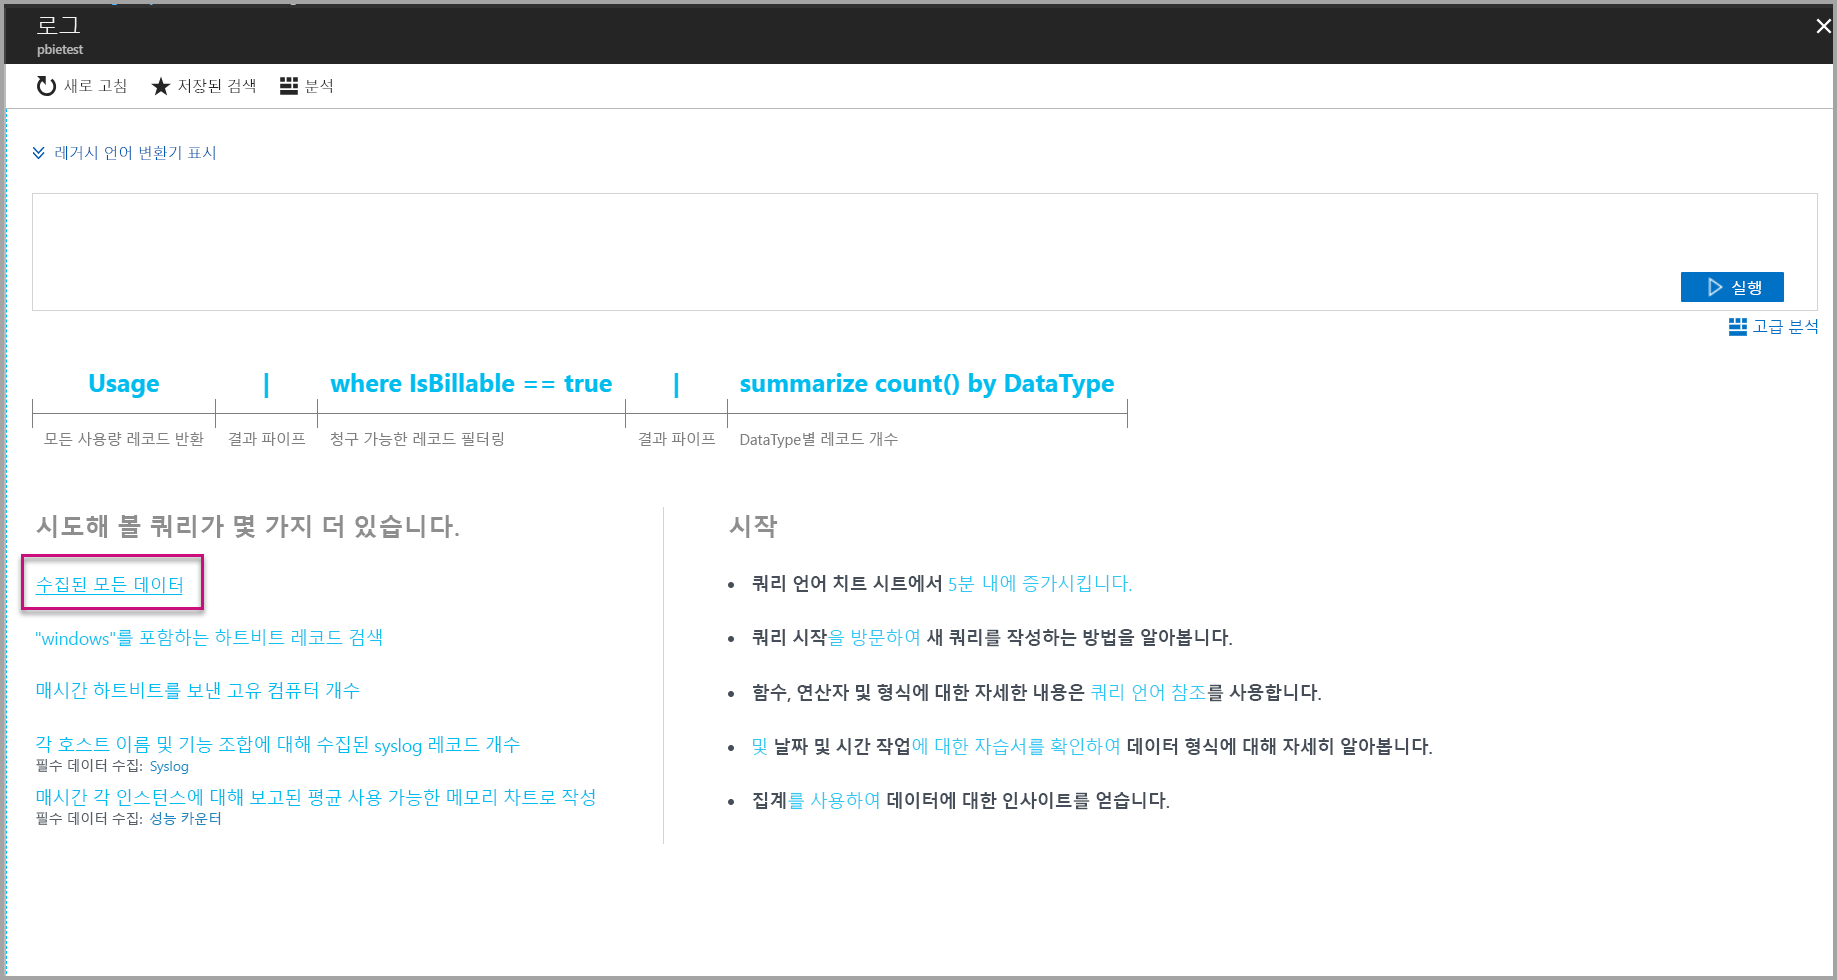 로그
pbietest
새로 고침 저장된 검색 분석
레거시 언어 변환기 표시
실행
고급 분석
Usage | where IsBillable == true | summarize count() by DataType
모든 사용량 레코드 반환 결과 파이프 청구 가능한 레코드 필터링 결과 파이프 DataType별 레코드 개수
시도해 볼 쿼리가 몇 가지 더 있습니다.
수집된 모든 데이터
"windows"를 포함하는 하트비트 레코드 검색
매시간 하트비트를 보낸 고유 컴퓨터 개수
각 호스트 이름 및 기능 조합에 대해 수집된 syslog 레코드 개수
필수 데이터 수집: Syslog
매시간 각 인스턴스에 대해 보고된 평균 사용 가능한 메모리 차트로 작성
필수 데이터 수집: 성능 카운터
시작
• 쿼리 언어 치트 시트에서 5분 내에 증가시킵니다.
• 쿼리 시작을 방문하여 새 쿼리를 작성하는 방법을 알아봅니다.
• 함수, 연산자 및 형식에 대한 자세한 내용은 쿼리 언어 참조를 사용합니다.
• 및 날짜 및 시간 작업에 대한 자습서를 확인하여 데이터 형식에 대해 자세히 알아봅니다.
• 집계를 사용하여 데이터에 대한 인사이트를 얻습니다.